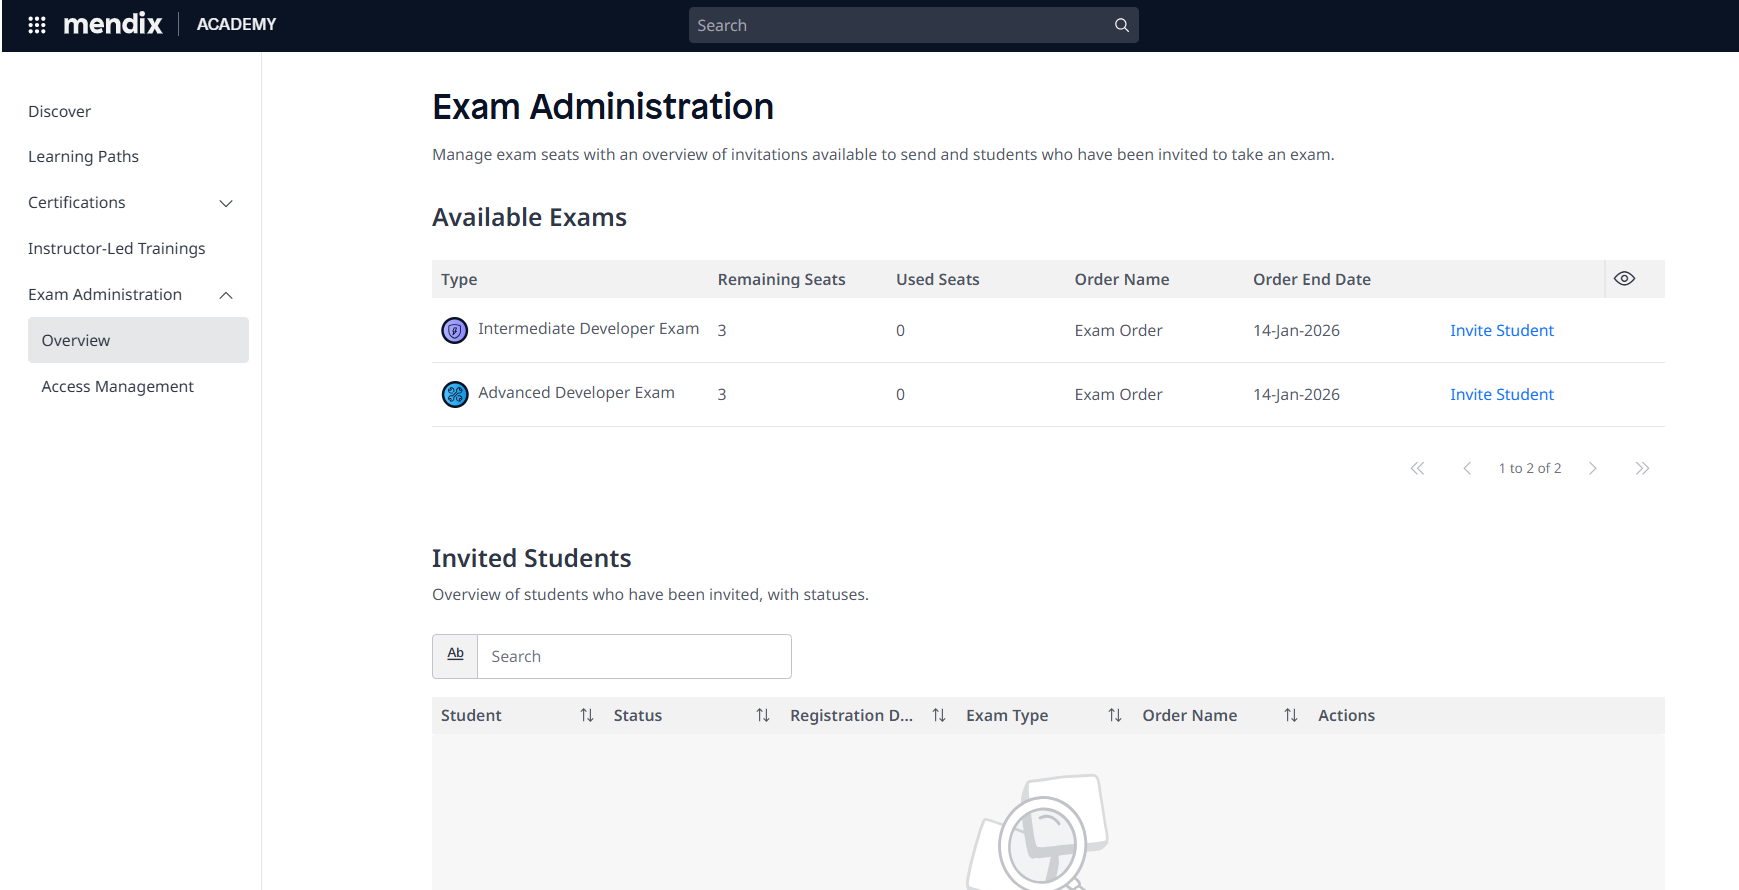 mendix ACADEMY
Search
Discover
Learning Paths
Certifications
Instructor-Led Trainings
Exam Administration
Overview
Access Management
Exam Administration
Manage exam seats with an overview of invitations available to send and students who have been invited to take an exam.
Available Exams
Type Remaining Seats Used Seats Order Name Order End Date
Intermediate Developer Exam 3 0 Exam Order 14-Jan-2026 Invite Student
Advanced Developer Exam 3 0 Exam Order 14-Jan-2026 Invite Student
1 to 2 of 2
Invited Students
Overview of students who have been invited, with statuses.
Ab Search
Student Status Registration D... Exam Type Order Name Actions